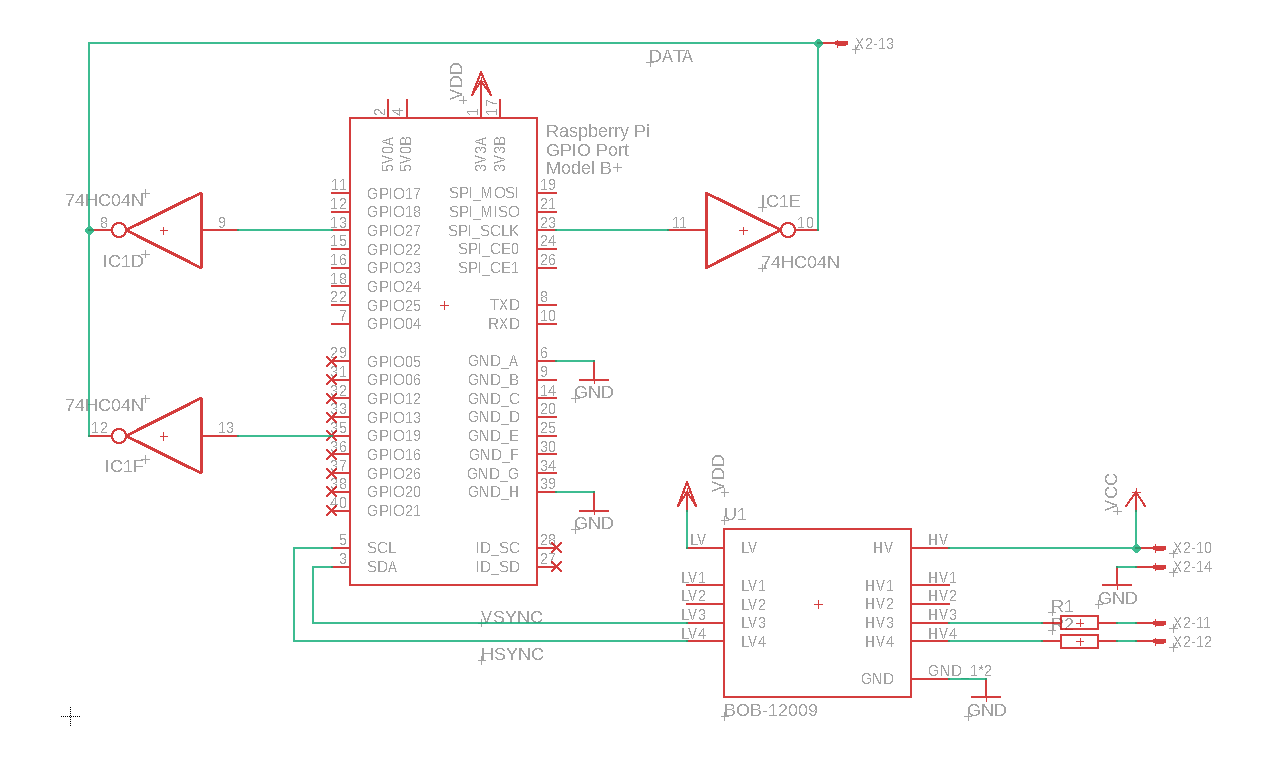 DATA
X2-13
VDD
2
4
1
17
5V0A
5V0B
3V3A
3V3B
Raspberry Pi
GPIO Port
Model B+
11 GPIO17 SPI_MOSI 19
12 GPIO18 SPI_MISO 21
13 GPIO27 SPI_SCLK 23
15 GPIO22 SPI_CE0 24
16 GPIO23 SPI_CE1 26
18 GPIO24
22 GPIO25 TXD 8
7 GPIO04 RXD 10
29 GPIO05 GND_A 6
31 GPIO06 GND_B 9
32 GPIO12 GND_C 14
33 GPIO13 GND_D 20
35 GPIO19 GND_E 25
36 GPIO16 GND_F 30
37 GPIO26 GND_G 34
38 GPIO20 GND_H 39
40 GPIO21
5 SCL ID_SC 28
3 SDA ID_SD 27
74HC04N
8
9
IC1D
74HC04N
12
13
IC1F
IC1E
11
10
74HC04N
GND
GND
VSYNC
HSYNC
VDD
U1
LV LV HV HV
LV1 LV1 HV1 HV1
LV2 LV2 HV2 HV2
LV3 LV3 HV3 HV3
LV4 LV4 HV4 HV4
GND GND 1*2
BOB-12009
GND
VCC
X2-10
X2-14
GND
R1
R2
X2-11
X2-12